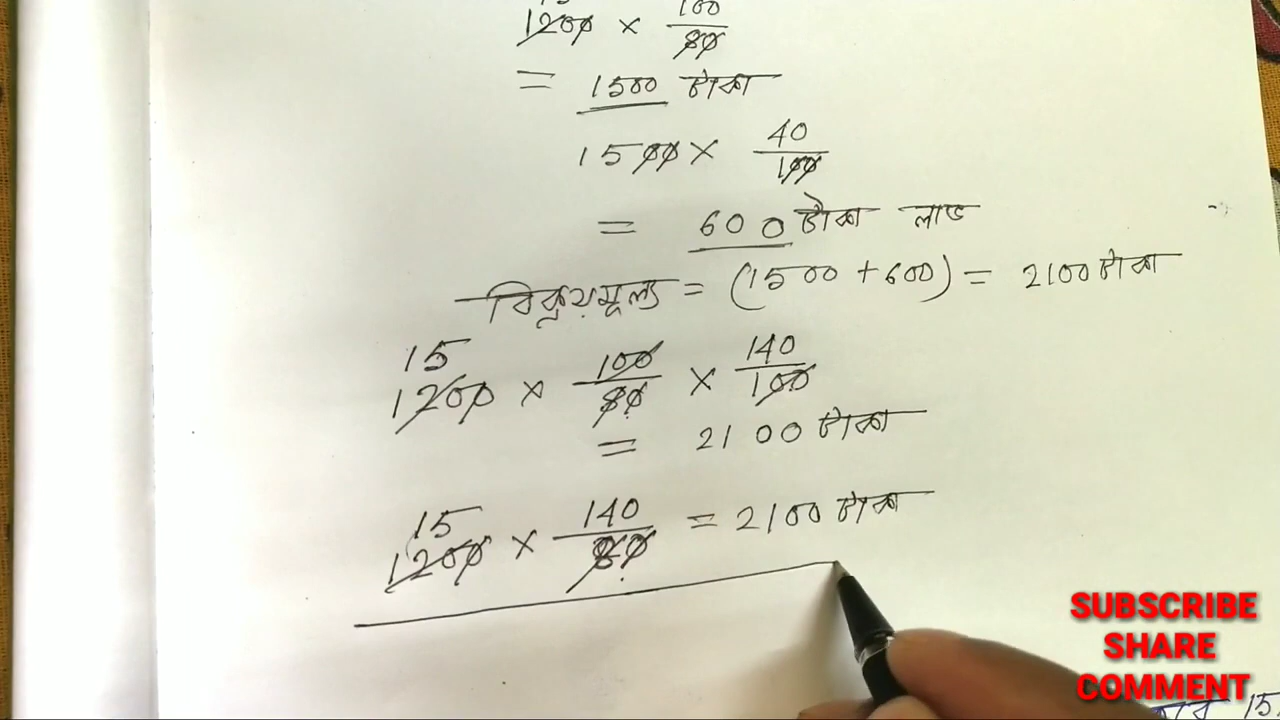 1200 × 100/80
= 1500 টাকা
1500 × 40/100
= 600 টাকা লাভ
বিক্রয়মূল্য = (1500 + 600) = 2100 টাকা
15
1200 × 100/80 × 140/100
= 2100 টাকা
15
1200 × 140/80 = 2100 টাকা
SUBSCRIBE
SHARE
COMMENT
15